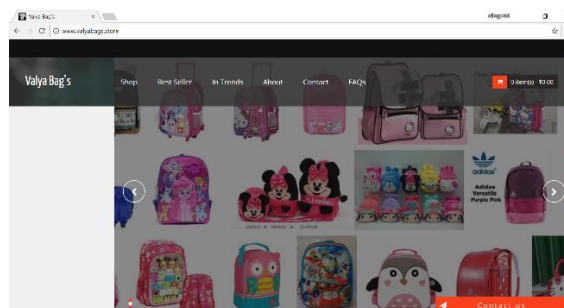 Valya Bag's
www.valyabags.store
Valya Bag's
Shop
Best Seller
In Trends
About
Contact
FAQs
0 item(s) $0.00
adidas
Adidas
Versatile
Purple Pink
Contact us